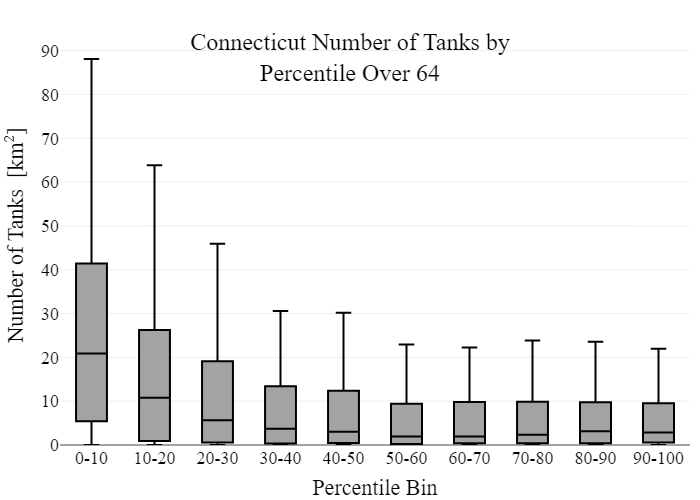 Connecticut Number of Tanks by
Percentile Over 64
Number of Tanks [km²]
90
80
70
60
50
40
30
20
10
0
0-10 10-20 20-30 30-40 40-50 50-60 60-70 70-80 80-90 90-100
Percentile Bin